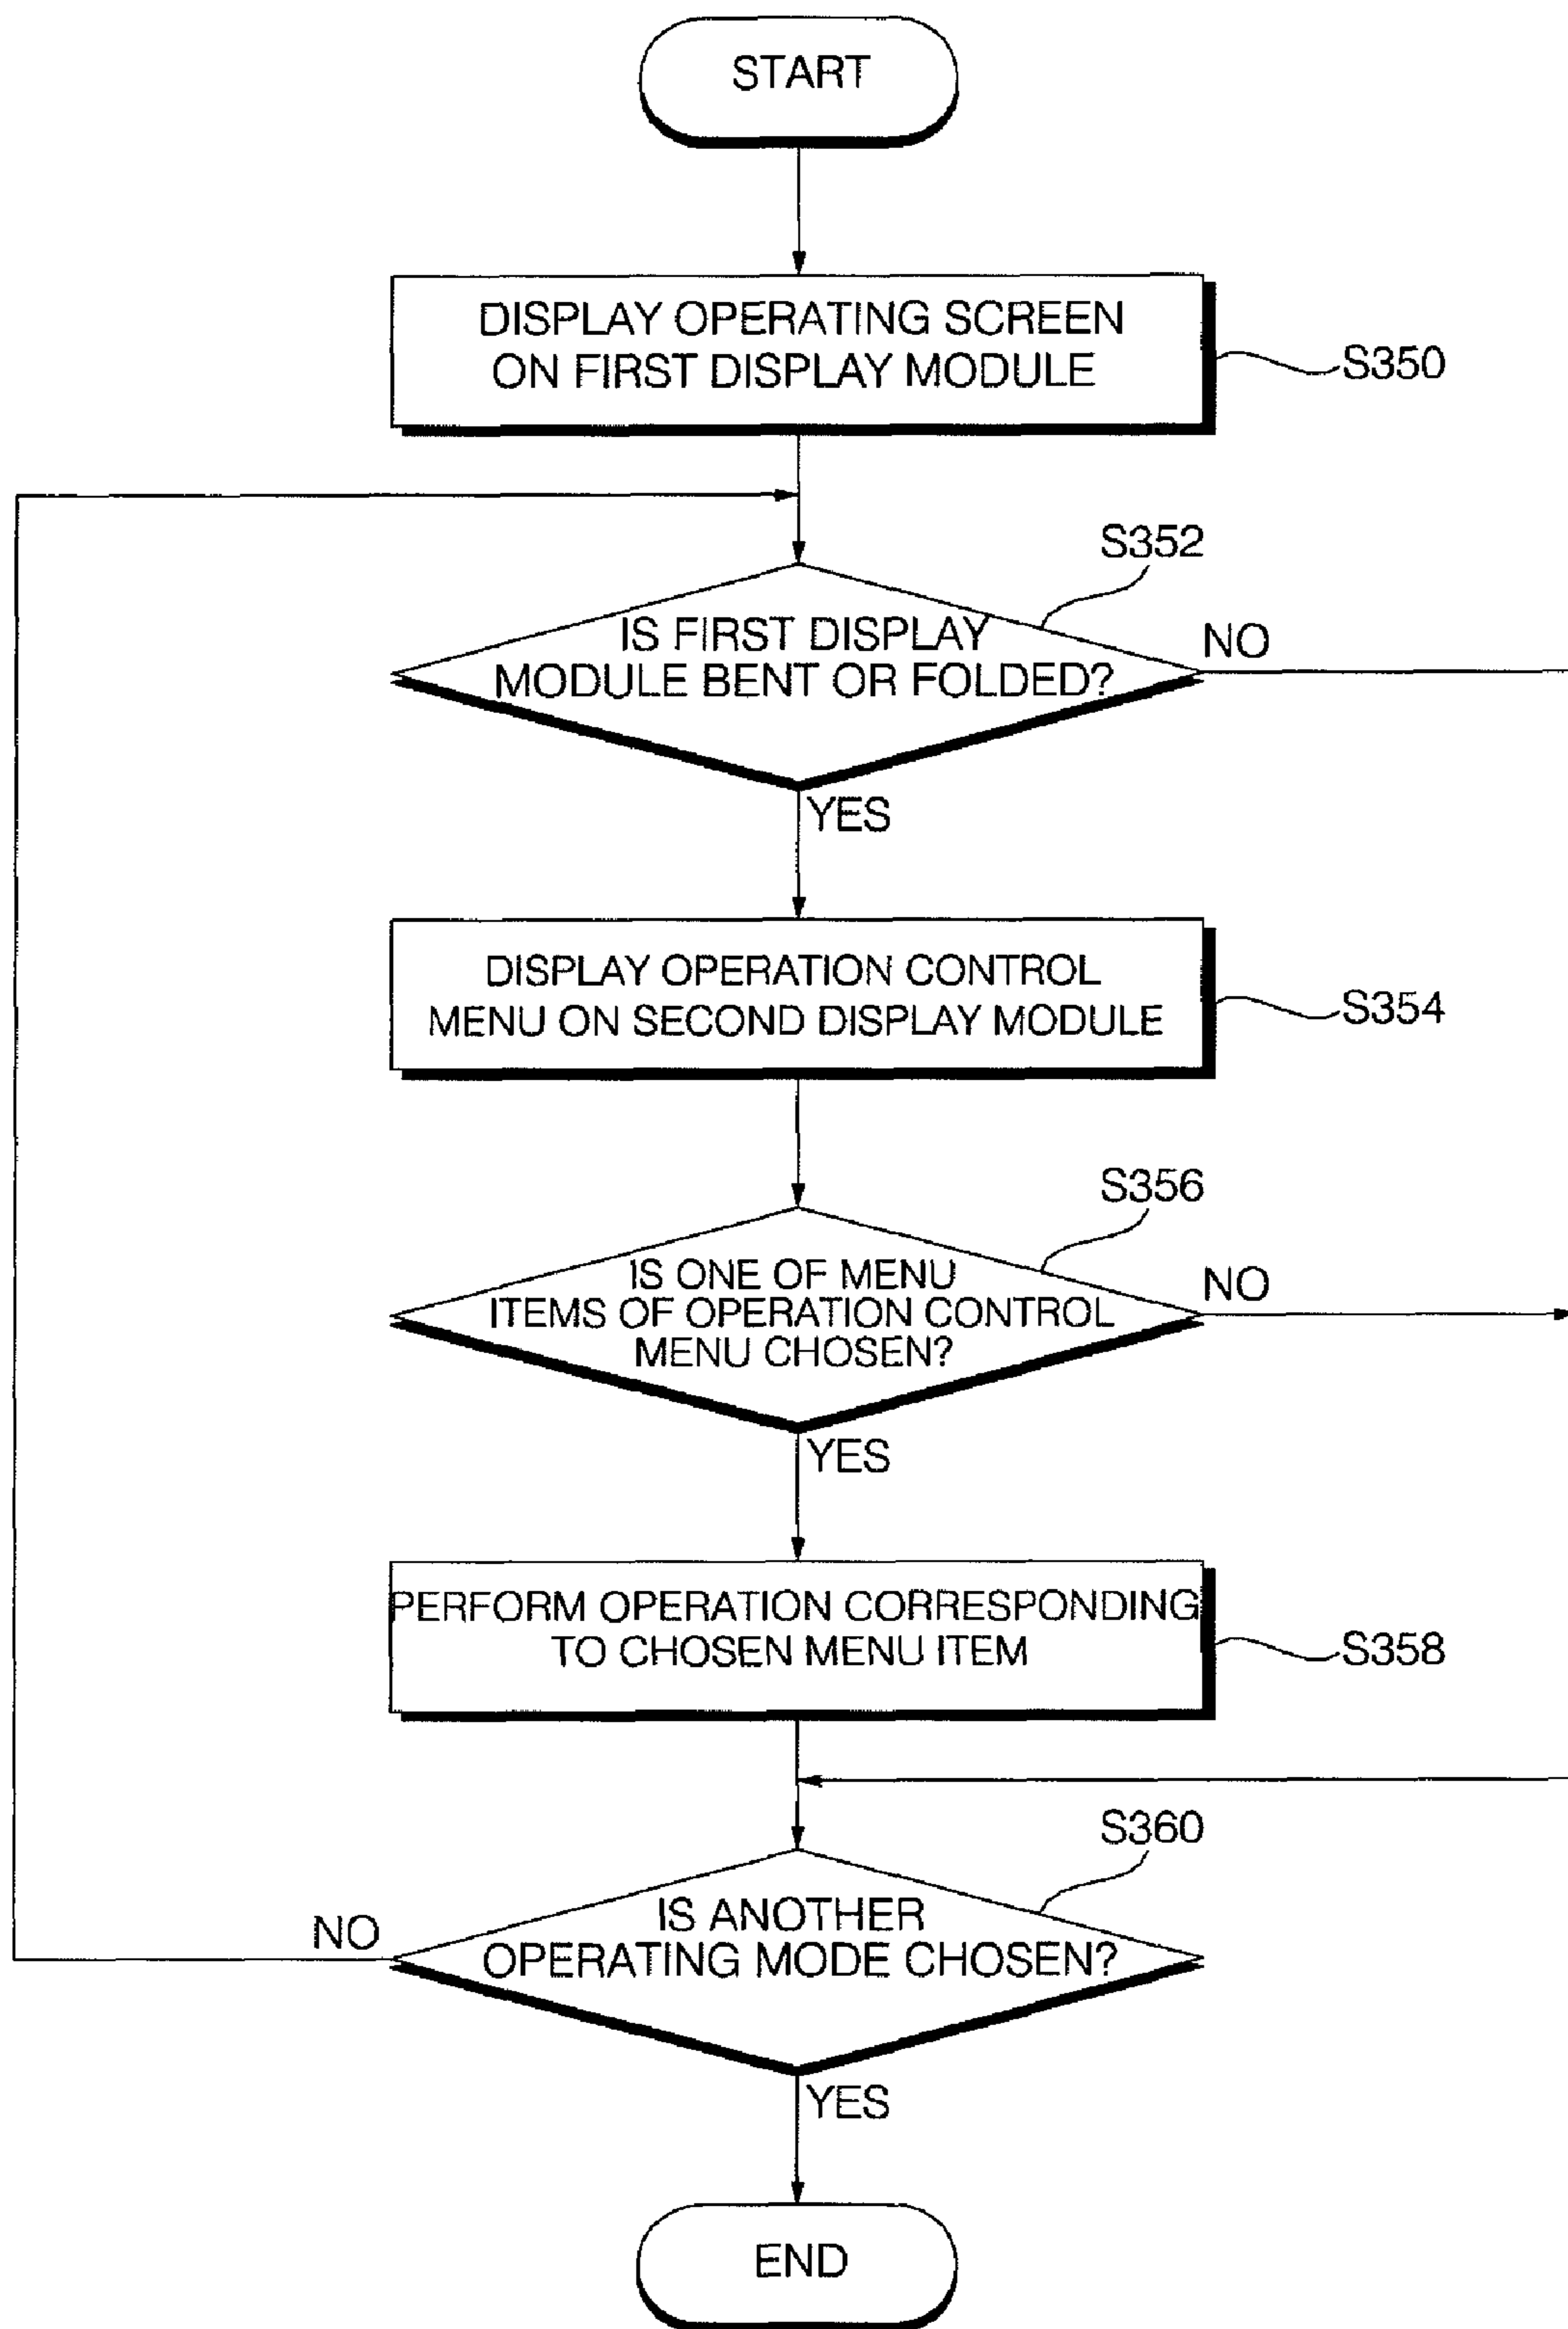 START
DISPLAY OPERATING SCREEN
ON FIRST DISPLAY MODULE
S350
S352
IS FIRST DISPLAY
MODULE BENT OR FOLDED?
NO
YES
DISPLAY OPERATION CONTROL
MENU ON SECOND DISPLAY MODULE
S354
S356
IS ONE OF MENU
ITEMS OF OPERATION CONTROL
MENU CHOSEN?
NO
YES
PERFORM OPERATION CORRESPONDING
TO CHOSEN MENU ITEM
S358
S360
IS ANOTHER
OPERATING MODE CHOSEN?
NO
YES
END